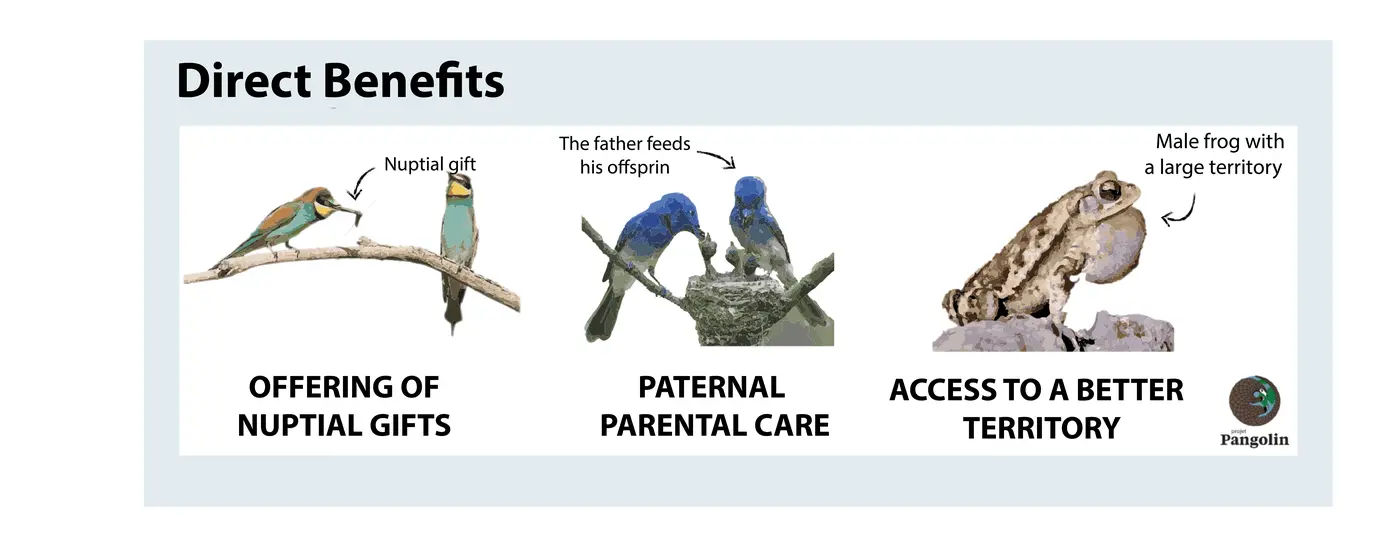 Direct Benefits
Nuptial gift
The father feeds
his offsprin
Male frog with
a large territory
OFFERING OF
NUPTIAL GIFTS
PATERNAL
PARENTAL CARE
ACCESS TO A BETTER
TERRITORY
projet
Pangolin